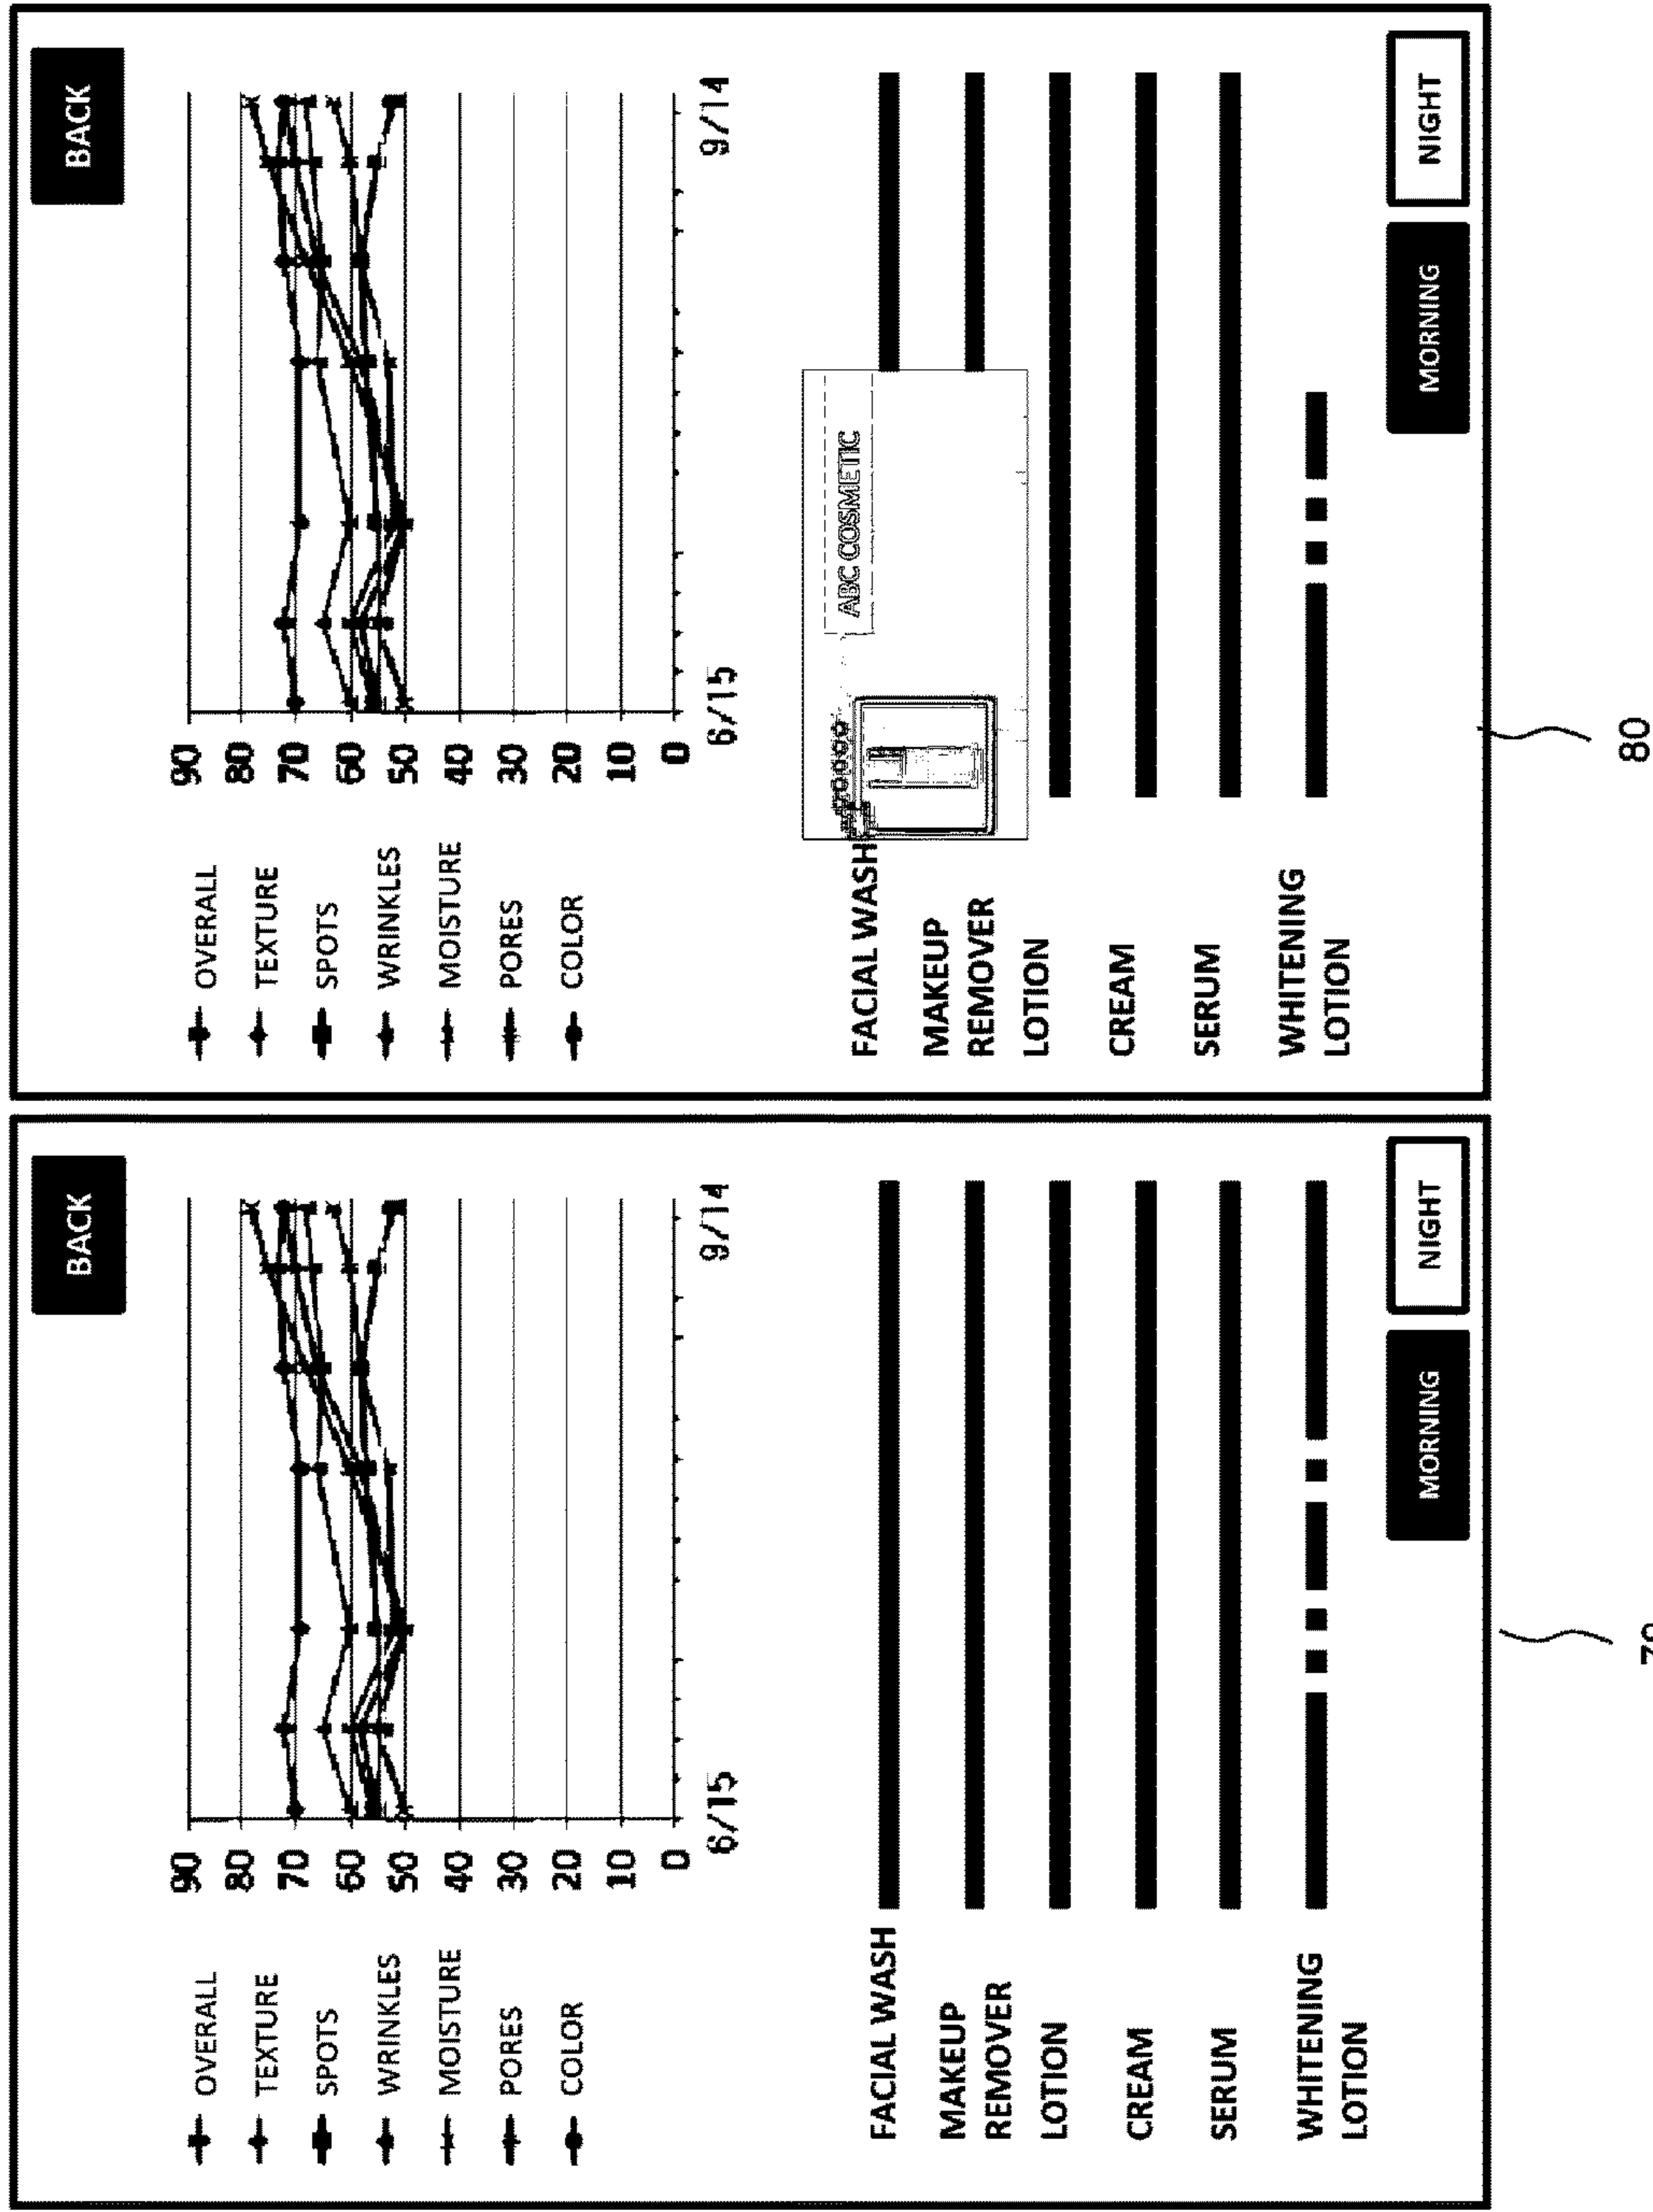 BACK
OVERALL
TEXTURE
SPOTS
WRINKLES
MOISTURE
PORES
COLOR
90
80
70
60
50
40
30
20
10
0
6/15
9/14
FACIAL WASH
MAKEUP
REMOVER
LOTION
CREAM
SERUM
WHITENING
LOTION
MORNING
NIGHT
BACK
OVERALL
TEXTURE
SPOTS
WRINKLES
MOISTURE
PORES
COLOR
90
80
70
60
50
40
30
20
10
0
6/15
9/14
ABC COSMETIC
FACIAL WASH
MAKEUP
REMOVER
LOTION
CREAM
SERUM
WHITENING
LOTION
MORNING
NIGHT
80